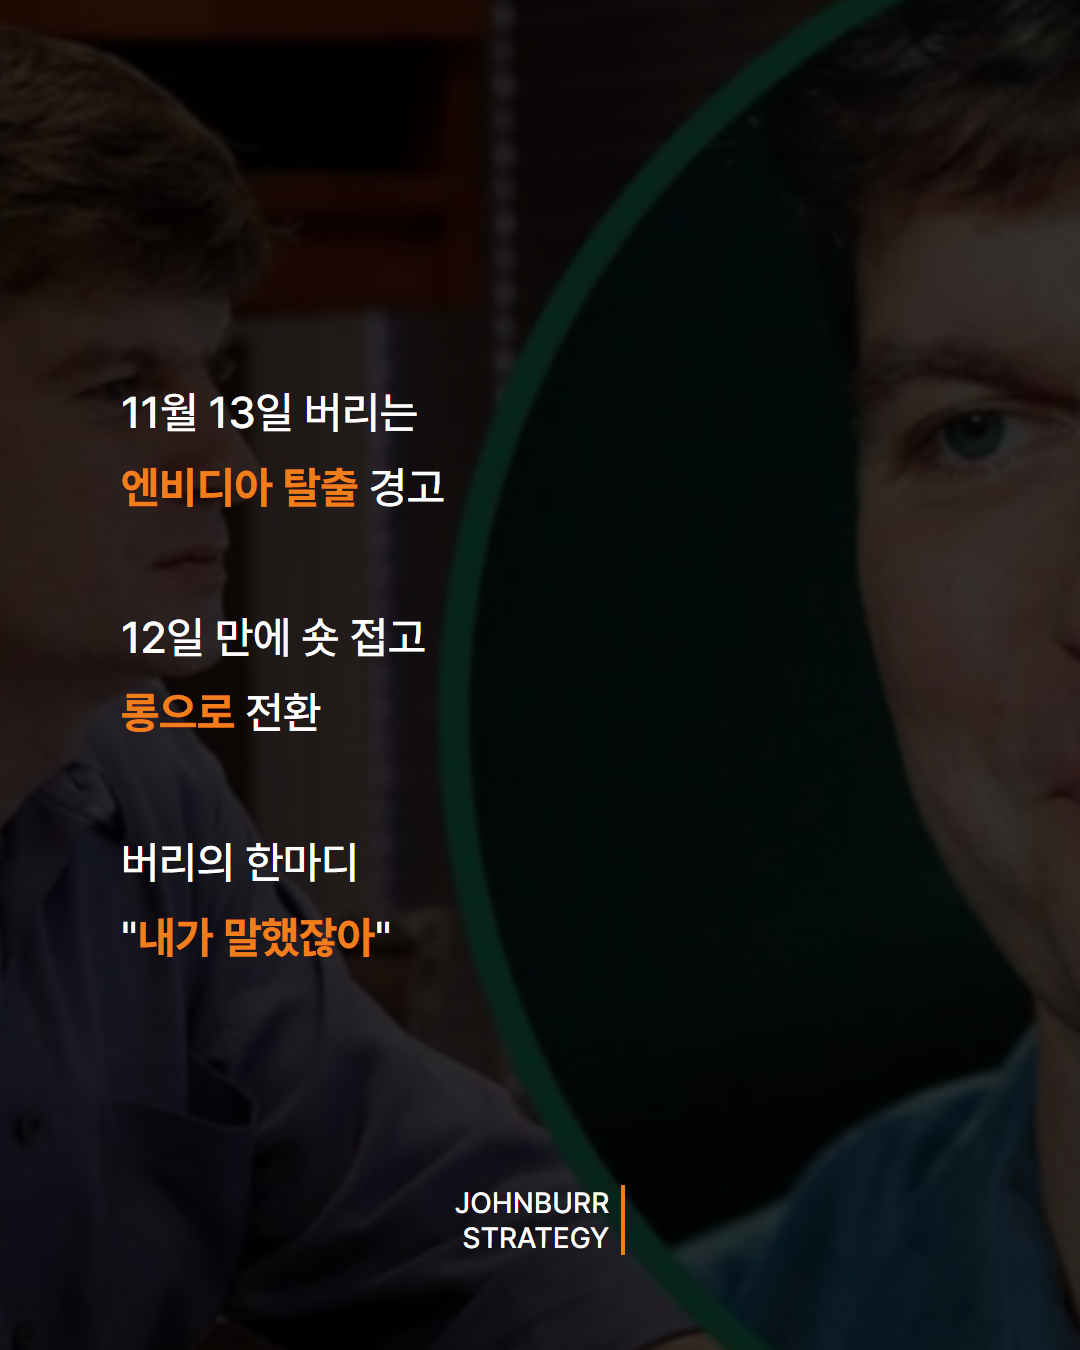 11월 13일 버리는
엔비디아 탈출 경고
12일 만에 숏 접고
롱으로 전환
버리의 한마디
"내가 말했잖아"
JOHNBURR
STRATEGY